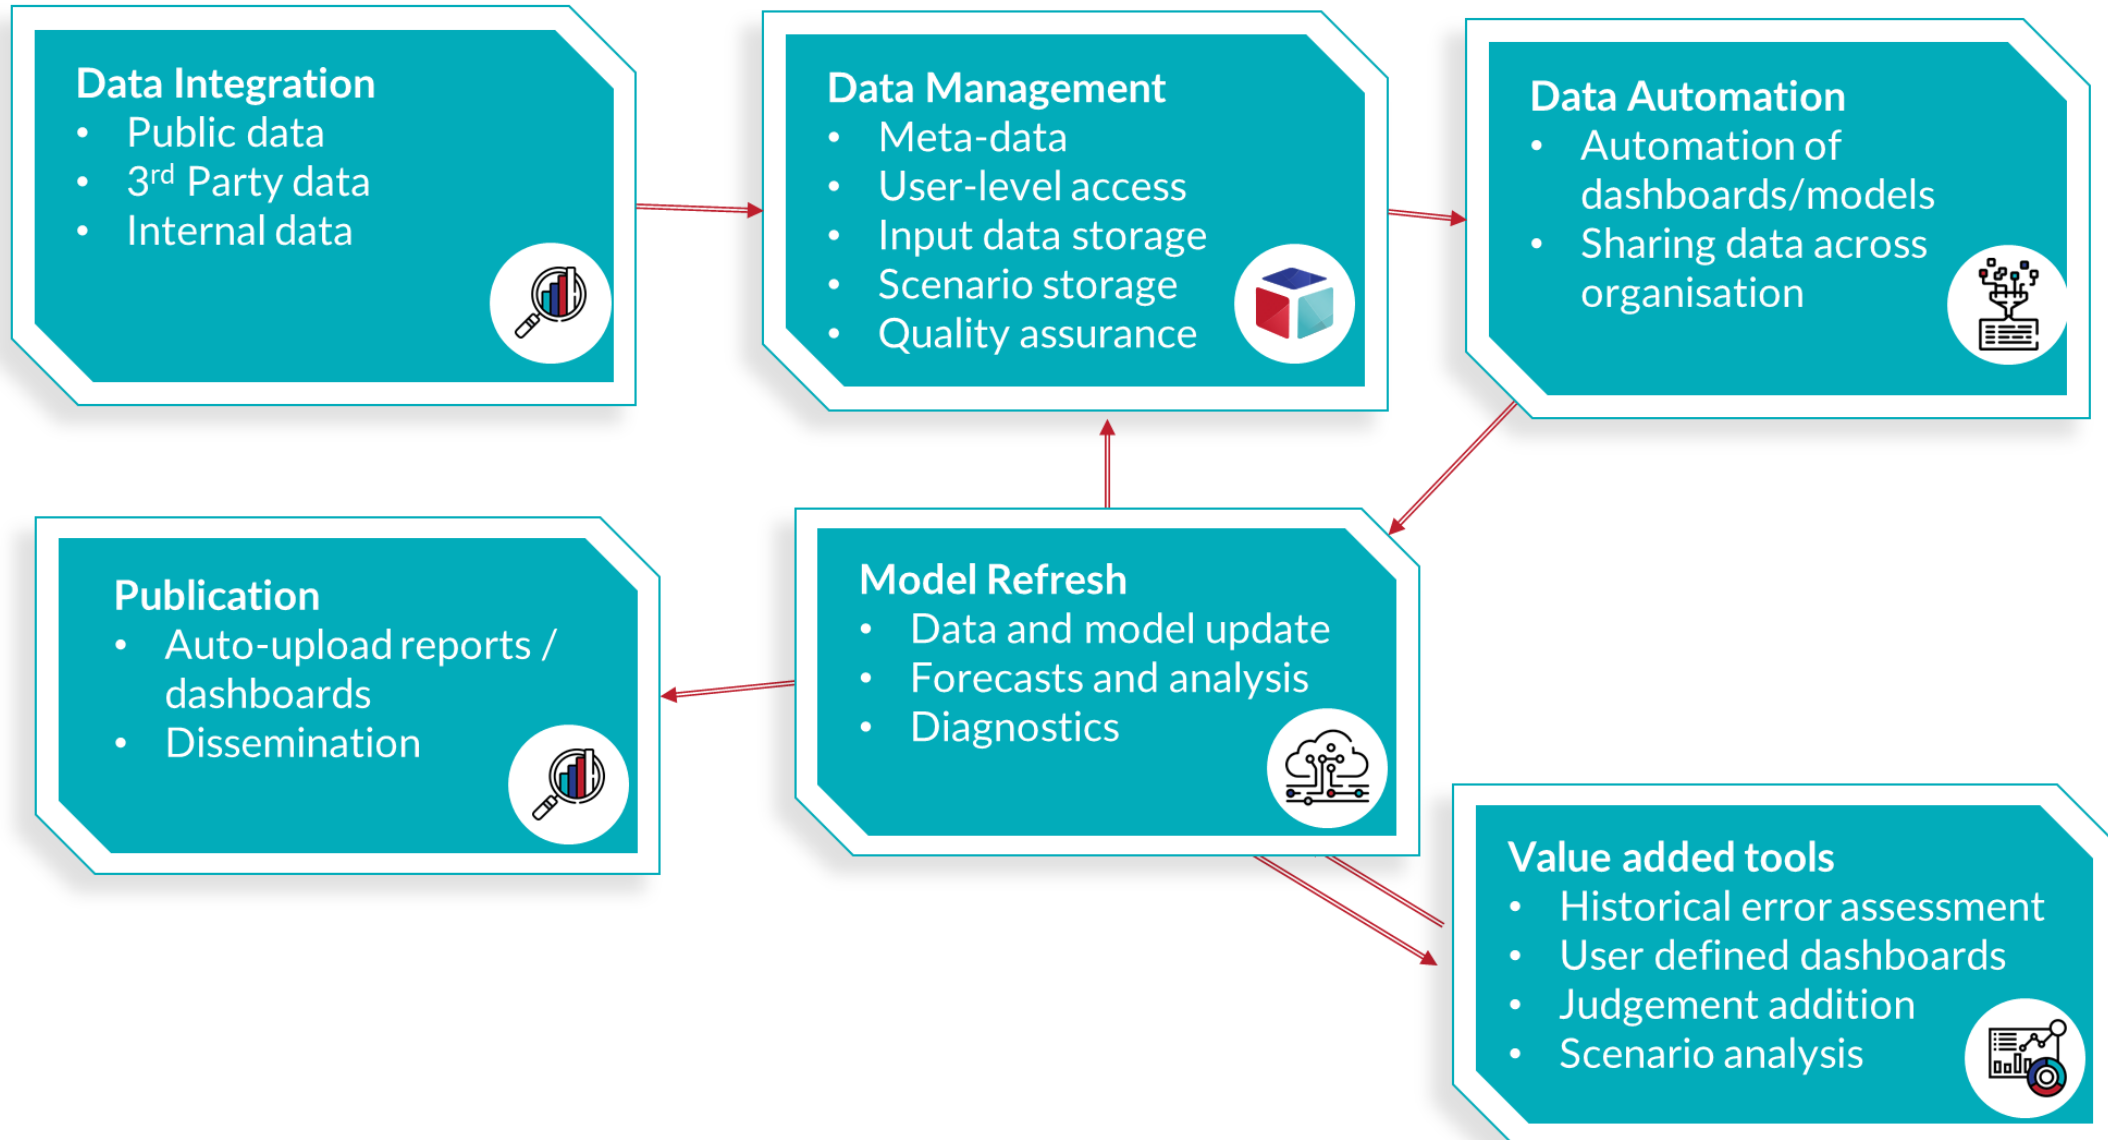 Data Integration
• Public data
• 3rd Party data
• Internal data
Data Management
• Meta-data
• User-level access
• Input data storage
• Scenario storage
• Quality assurance
Data Automation
• Automation of
dashboards/models
• Sharing data across
organisation
Publication
• Auto-upload reports /
dashboards
• Dissemination
Model Refresh
• Data and model update
• Forecasts and analysis
• Diagnostics
Value added tools
• Historical error assessment
• User defined dashboards
• Judgement addition
• Scenario analysis